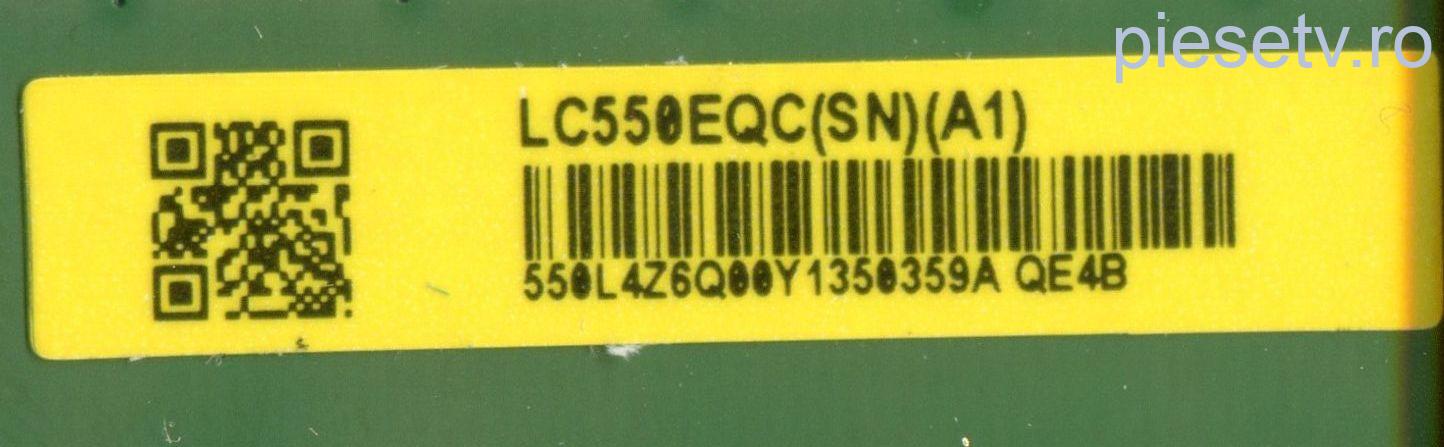 piesetv.ro
LC550EQC(SN)(A1)
550L4Z6Q00Y1350359A QE4B